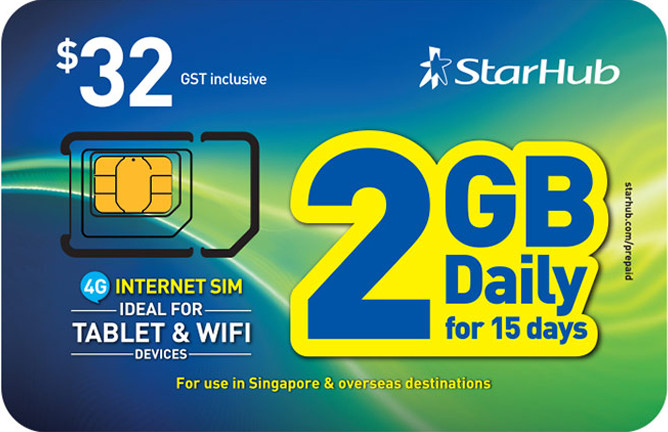 $32 GST inclusive
StarHub
2GB
Daily
for 15 days
starhub.com/prepaid
4G INTERNET SIM
IDEAL FOR
TABLET & WIFI
DEVICES
For use in Singapore & overseas destinations